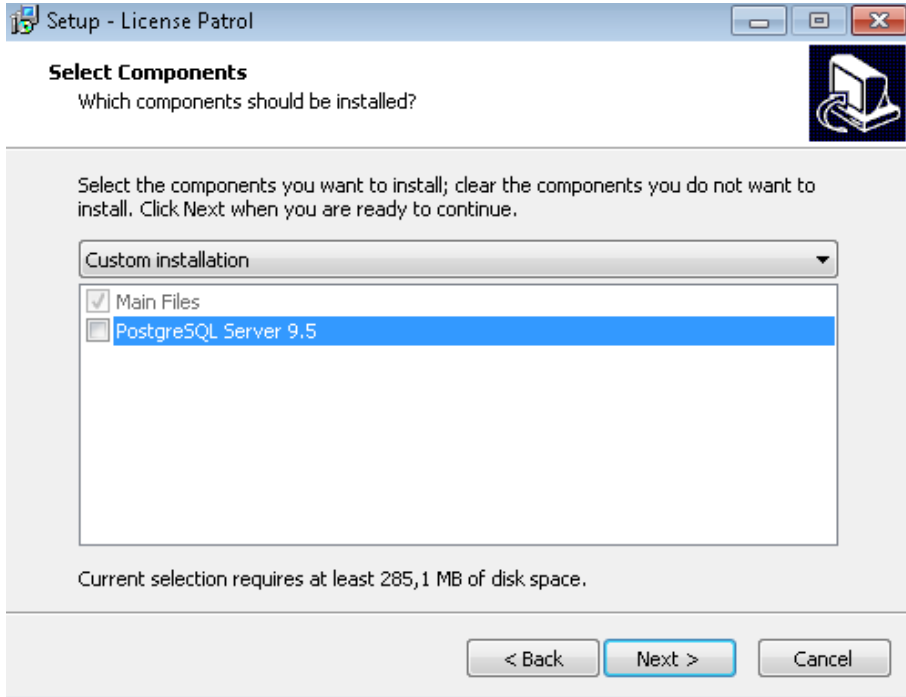 Setup - License Patrol
Select Components
Which components should be installed?
Select the components you want to install; clear the components you do not want to
install. Click Next when you are ready to continue.
Custom installation
Main Files
PostgreSQL Server 9.5
Current selection requires at least 285,1 MB of disk space.
< Back
Next >
Cancel